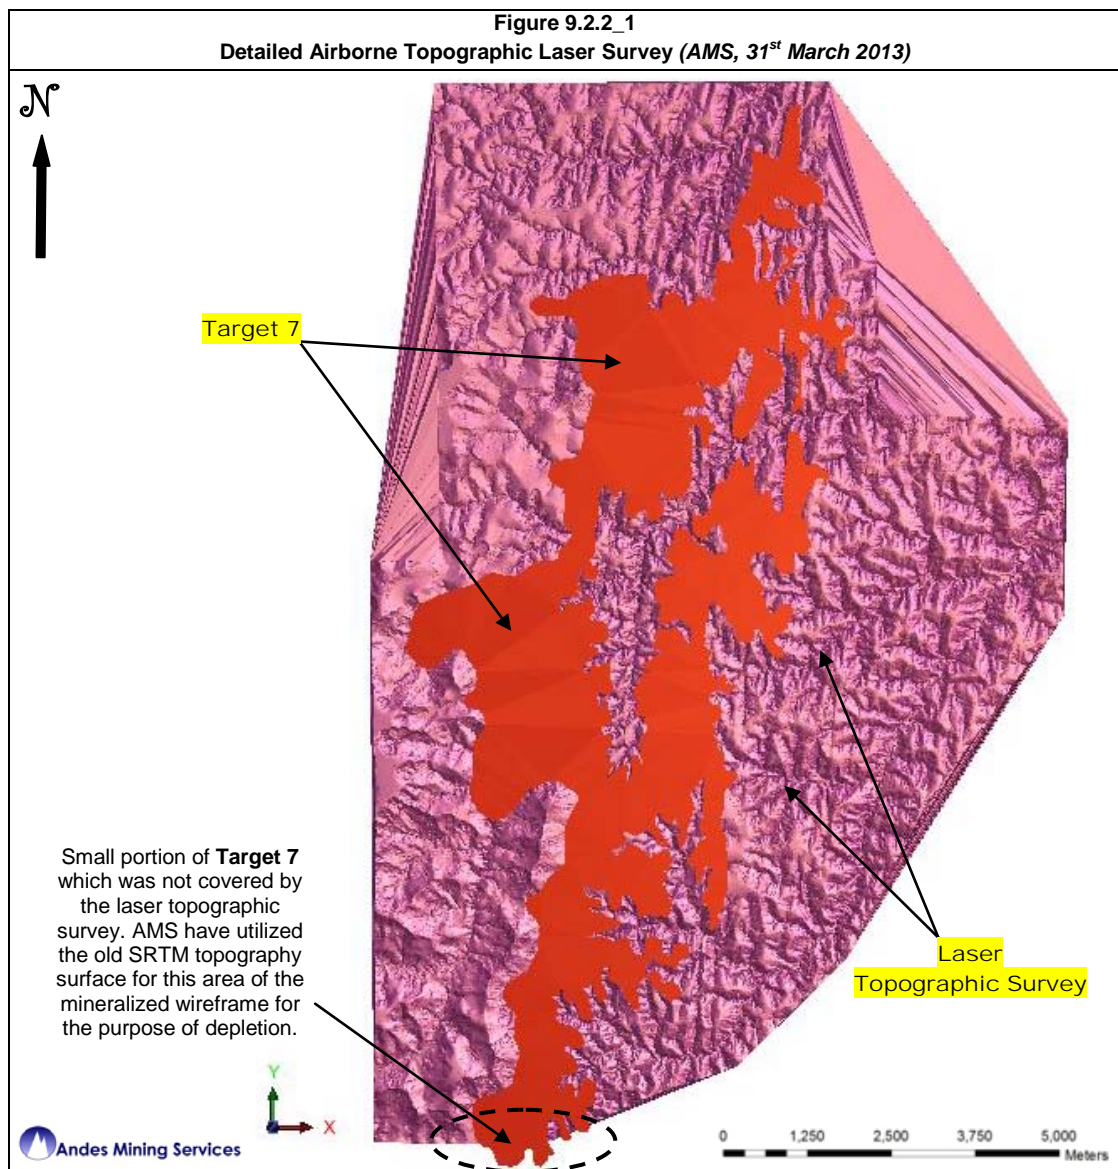 Figure 9.2.2_1
Detailed Airborne Topographic Laser Survey (AMS, 31st March 2013)
N
Target 7
Small portion of Target 7
which was not covered by
the laser topographic
survey. AMS have utilized
the old SRTM topography
surface for this area of the
mineralized wireframe for
the purpose of depletion.
Laser
Topographic Survey
Y
X
Andes Mining Services
0 1,250 2,500 3,750 5,000
Meters